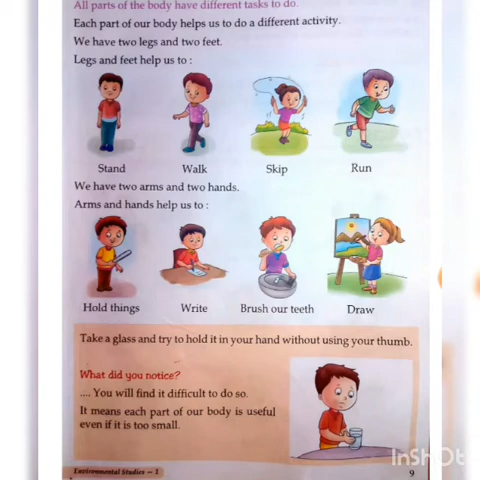 All parts of the body have different tasks to do.
Each part of our body helps us to do a different activity.
We have two legs and two feet.
Legs and feet help us to :
Stand Walk Skip Run
We have two arms and two hands.
Arms and hands help us to :
Hold things Write Brush our teeth Draw
Take a glass and try to hold it in your hand without using your thumb.
What did you notice?
.... You will find it difficult to do so.
It means each part of our body is useful
even if it is too small.
InShOt
Environmental Studies – 1 9